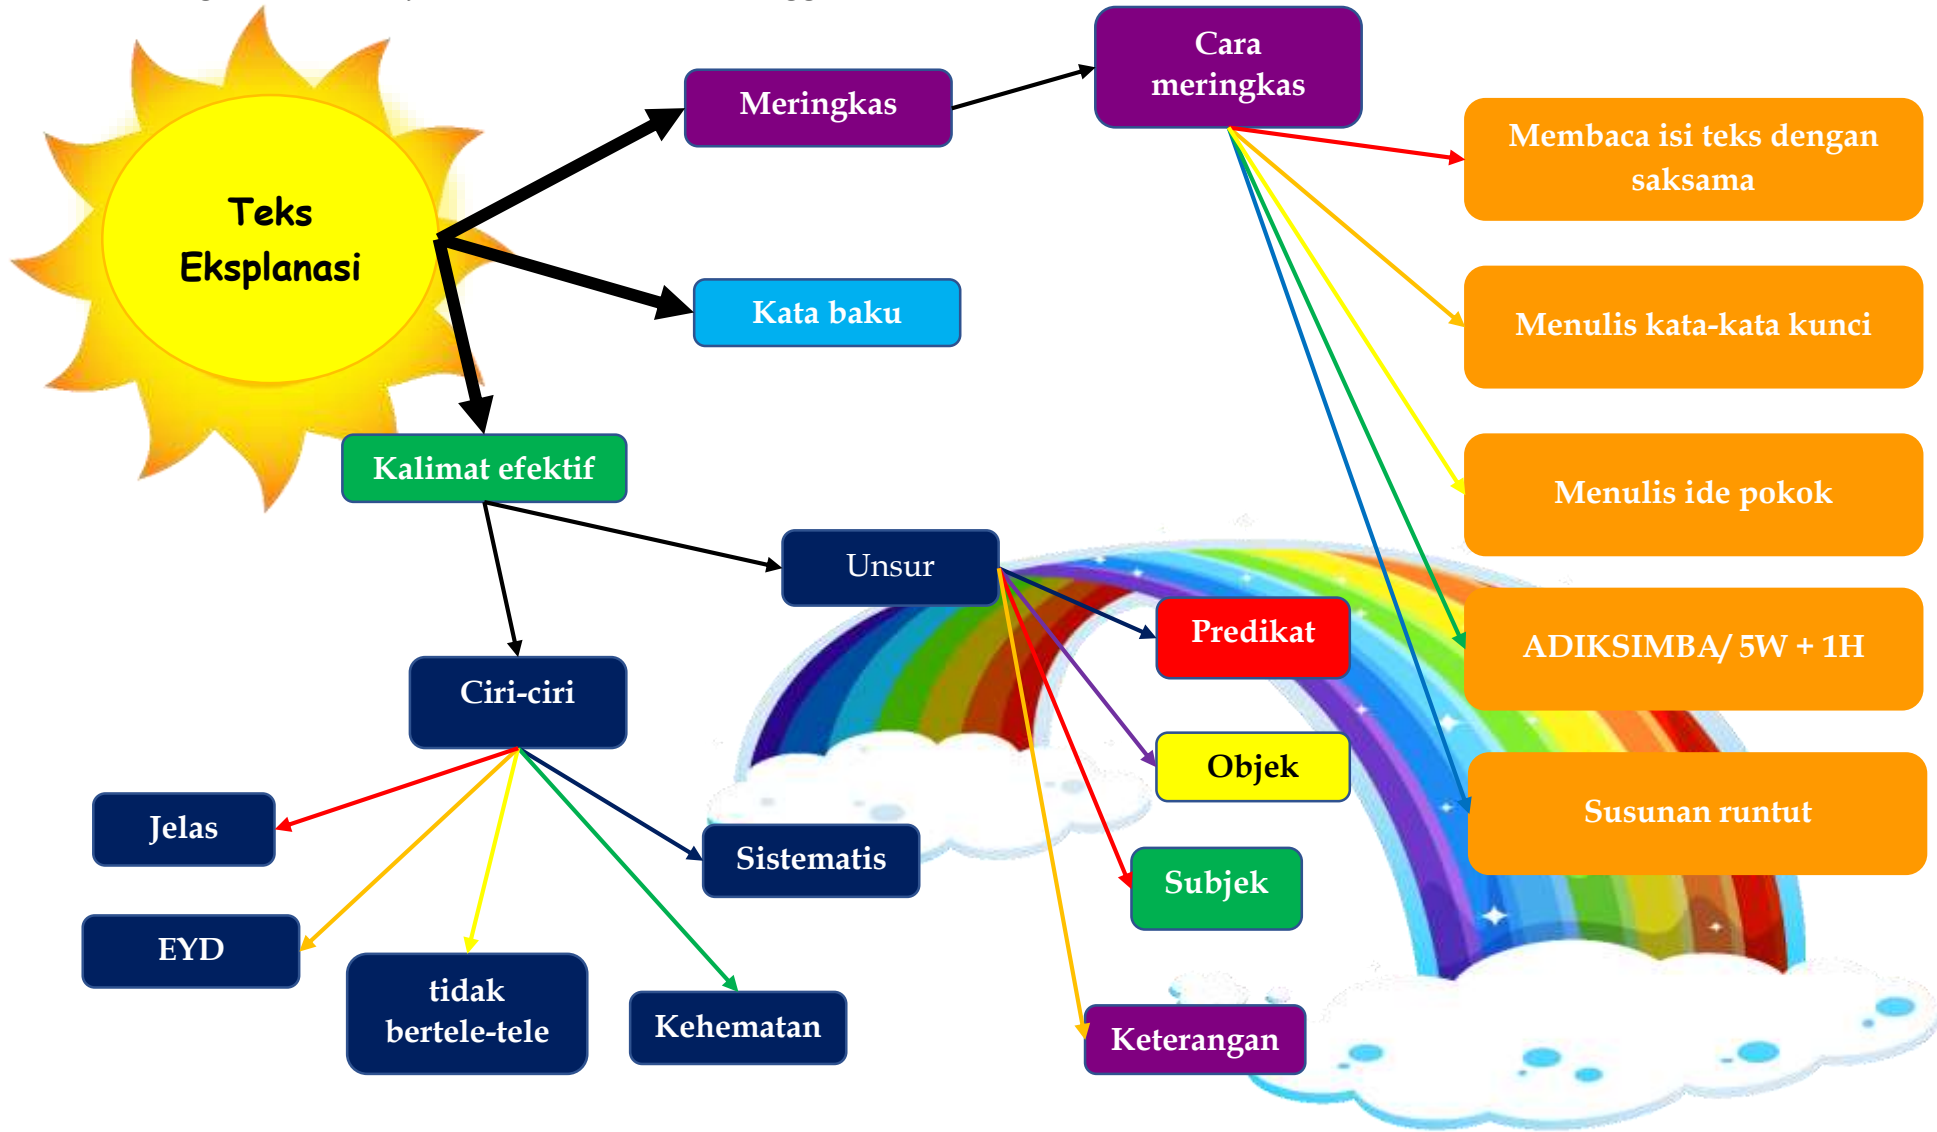 Teks
Eksplanasi
Meringkas
Cara
meringkas
Membaca isi teks dengan
saksama
Menulis kata-kata kunci
Menulis ide pokok
ADIKSIMBA/ 5W + 1H
Susunan runtut
Kata baku
Kalimat efektif
Unsur
Predikat
Objek
Subjek
Keterangan
Ciri-ciri
Jelas
EYD
tidak
bertele-tele
Kehematan
Sistematis